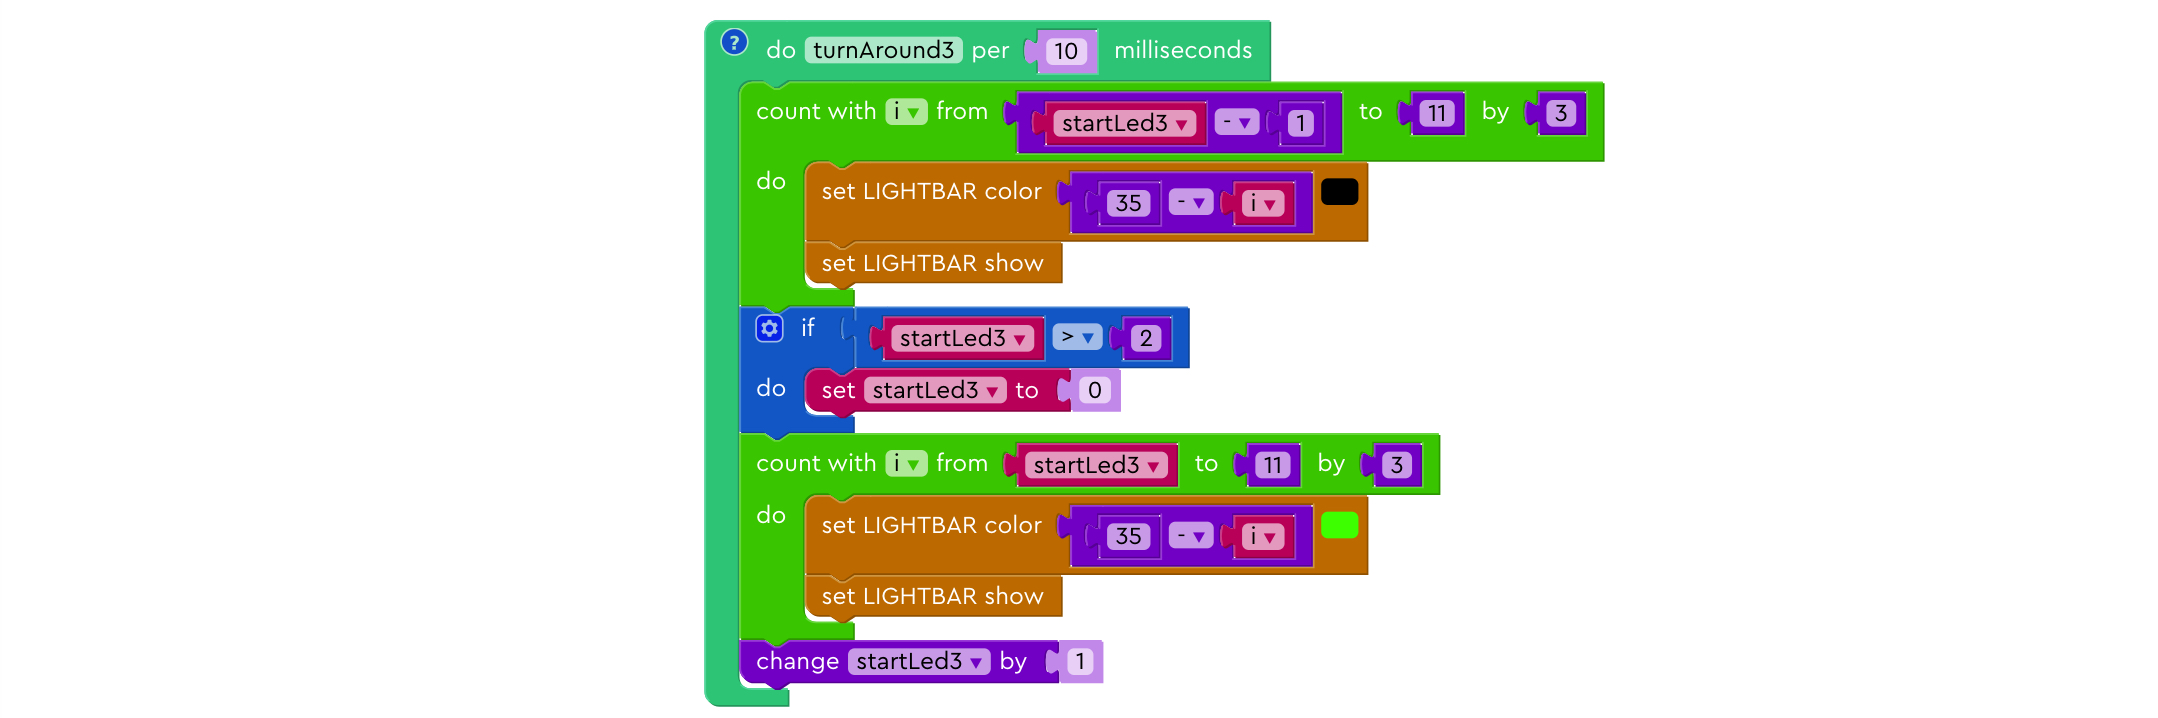 ? do turnAround3 per 10 milliseconds
count with i ▾ from startLed3 ▾ - ▾ 1 to 11 by 3
do set LIGHTBAR color 35 - ▾ i ▾
set LIGHTBAR show
if startLed3 ▾ > ▾ 2
do set startLed3 ▾ to 0
count with i ▾ from startLed3 ▾ to 11 by 3
do set LIGHTBAR color 35 - ▾ i ▾
set LIGHTBAR show
change startLed3 ▾ by 1